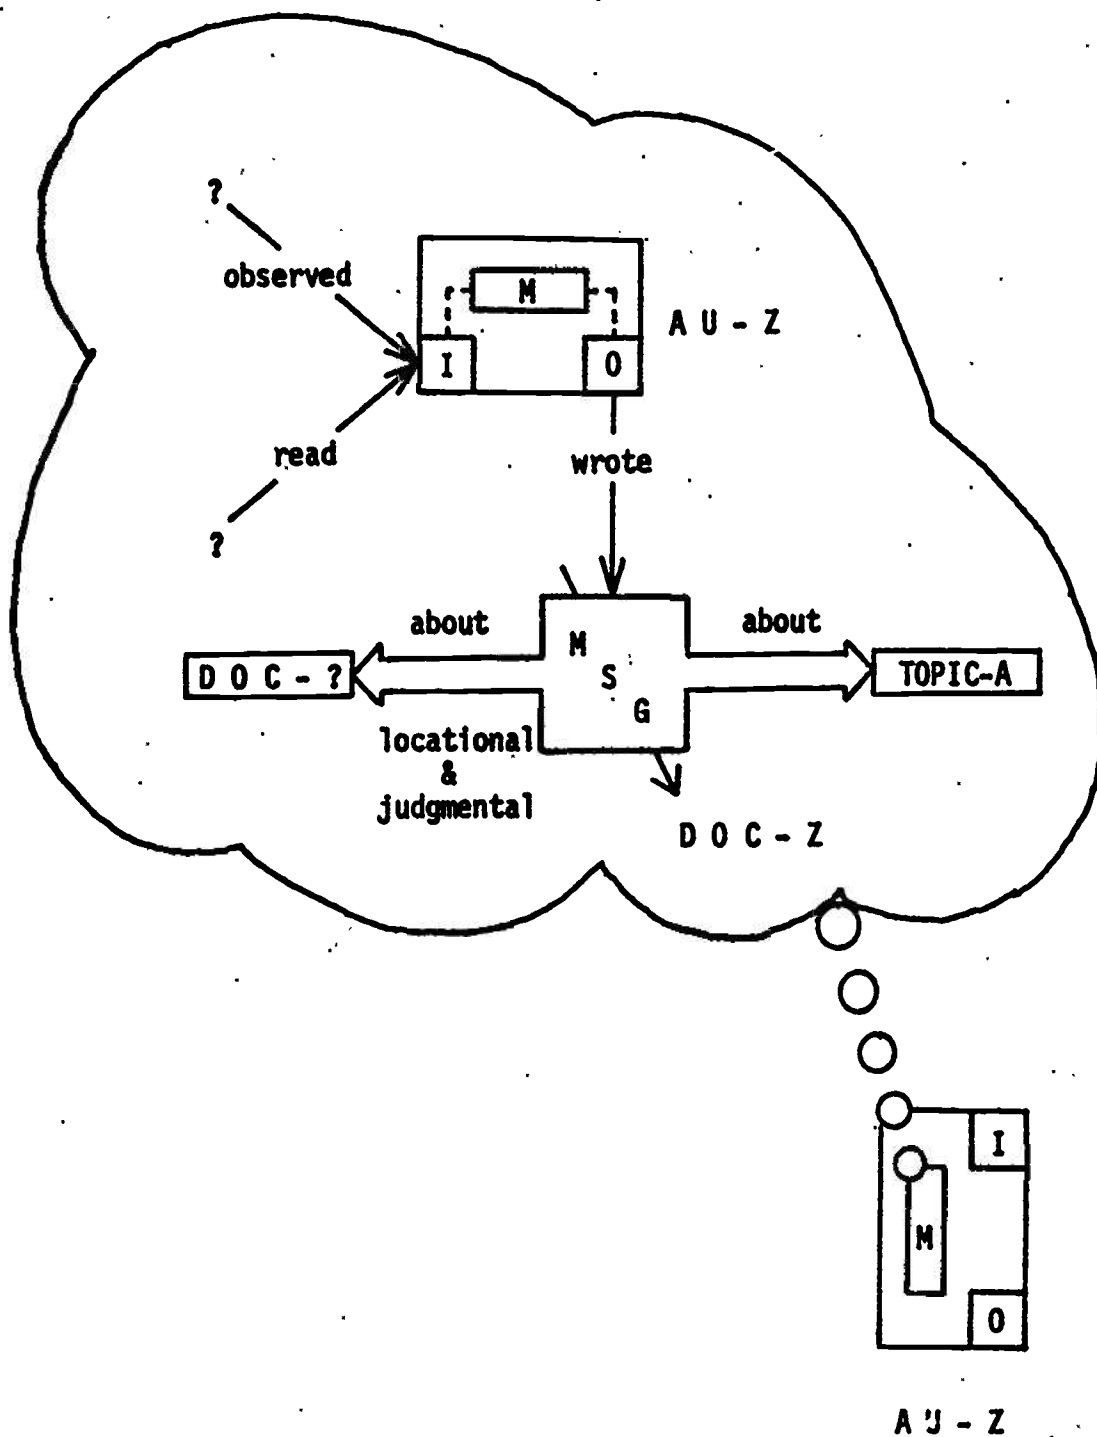 ?
observed
M
A U - Z
I
O
read
wrote
?
about
about
M
S
G
D O C - ?
TOPIC-A
locational
&
judgmental
D O C - Z
I
M
O
A U - Z